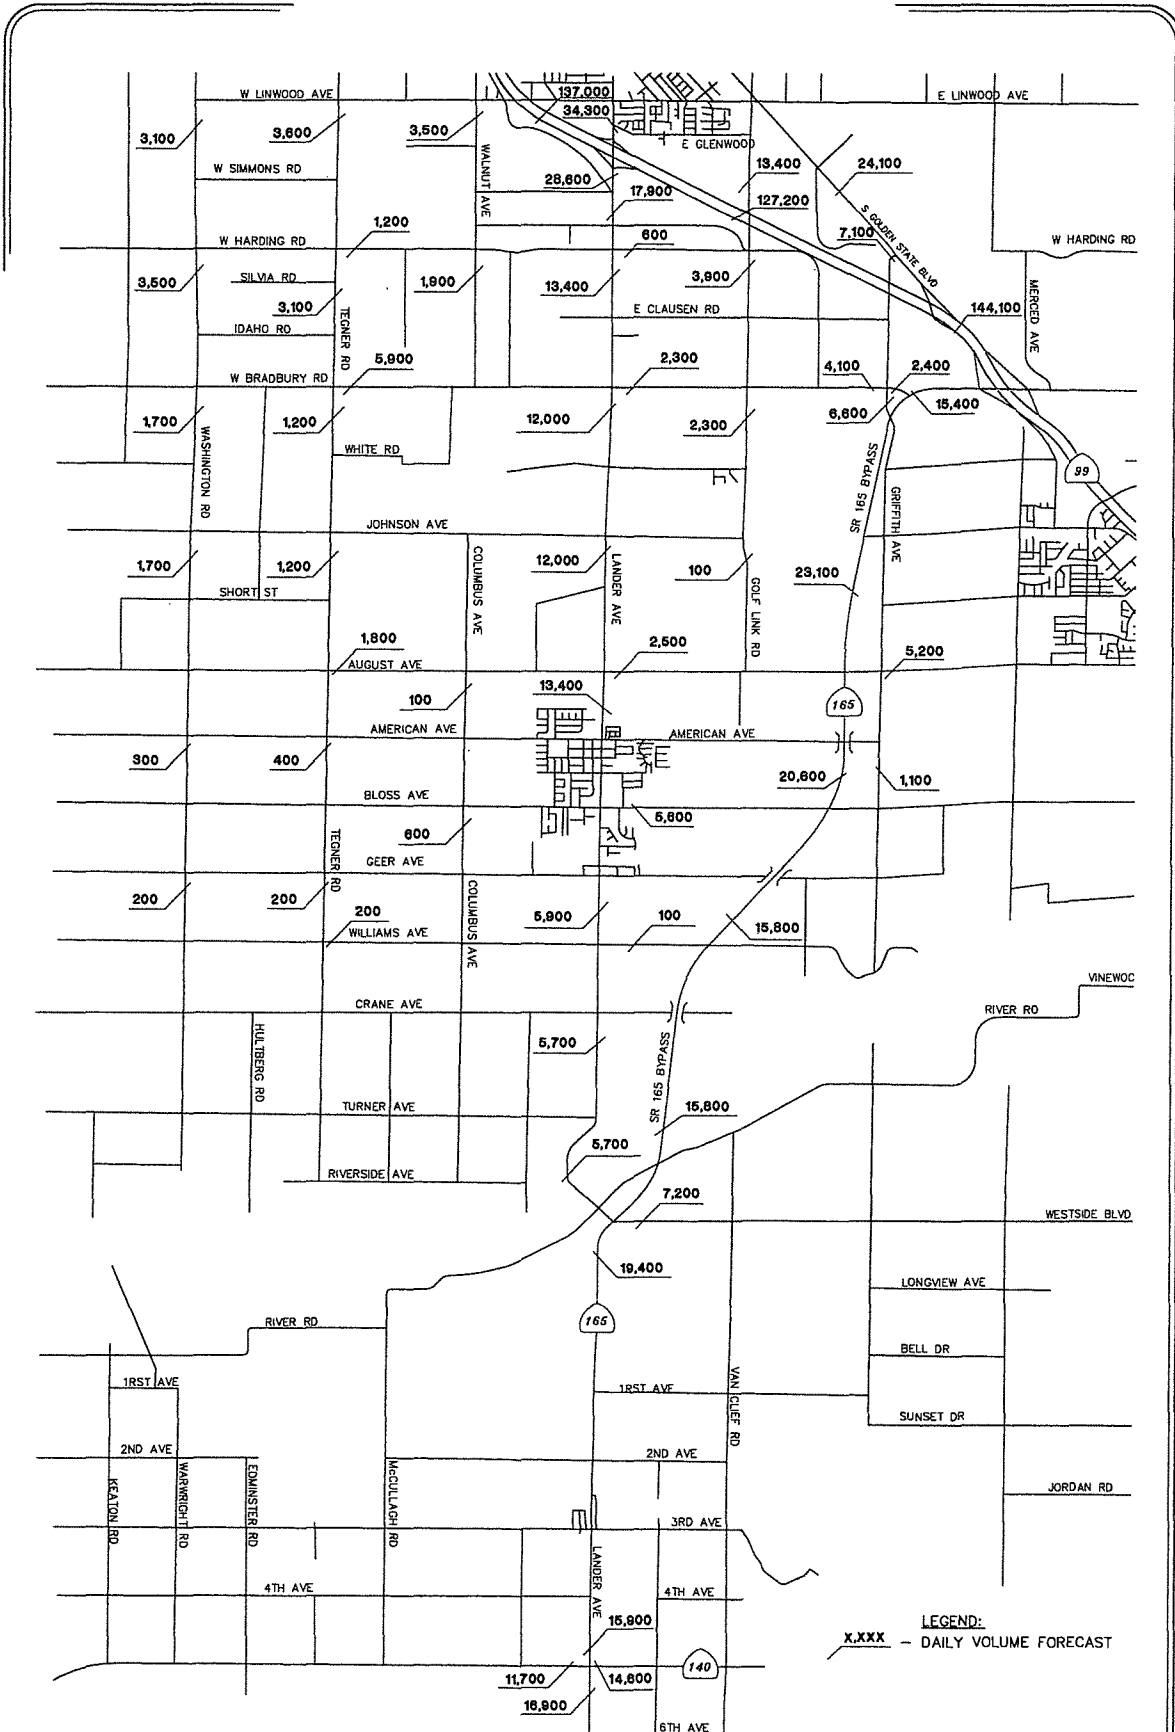 W LINWOOD AVE
137,000
E LINWOOD AVE
34,300
3,100
3,600
3,500
E GLENWOOD
W SIMMONS RD
WALNUT AVE
28,600
17,900
13,400
24,100
127,200
1,200
600
S GOLDEN STATE BLVD
7,100
W HARDING RD
W HARDING RD
3,500
SILVIA RD
3,100
1,900
13,400
3,900
MERCED AVE
TEGNER RD
E CLAUSEN RD
144,100
IDAHO RD
5,900
2,300
4,100
2,400
W BRADBURY RD
15,400
1,700
1,200
12,000
2,300
6,600
WASHINGTON RD
WHITE RD
SR 165 BYPASS
99
GRIFFITH AVE
JOHNSON AVE
COLUMBUS AVE
LANDER AVE
1,700
1,200
12,000
100
GOLF LINK RD
23,100
SHORT ST
1,800
2,500
5,200
AUGUST AVE
100
13,400
165
AMERICAN AVE
AMERICAN AVE
300
400
20,600
1,100
BLOSS AVE
600
5,600
TEGNER RD
GEER AVE
COLUMBUS AVE
200
200
200
5,900
100
15,800
WILLIAMS AVE
VINEWOC
CRANE AVE
RIVER RD
HULTBERG RD
5,700
SR 165 BYPASS
TURNER AVE
15,800
5,700
RIVERSIDE AVE
7,200
WESTSIDE BLVD
19,400
LONGVIEW AVE
165
RIVER RD
BELL DR
1RST AVE
1RST AVE
VAN CLIEF RD
SUNSET DR
2ND AVE
2ND AVE
KEATON RD
WARWRIGHT RD
EDMINSTER RD
McCULLAGH RD
JORDAN RD
3RD AVE
LANDER AVE
4TH AVE
4TH AVE
15,900
LEGEND:
X,XXX – DAILY VOLUME FORECAST
11,700
14,600
140
16,900
6TH AVE